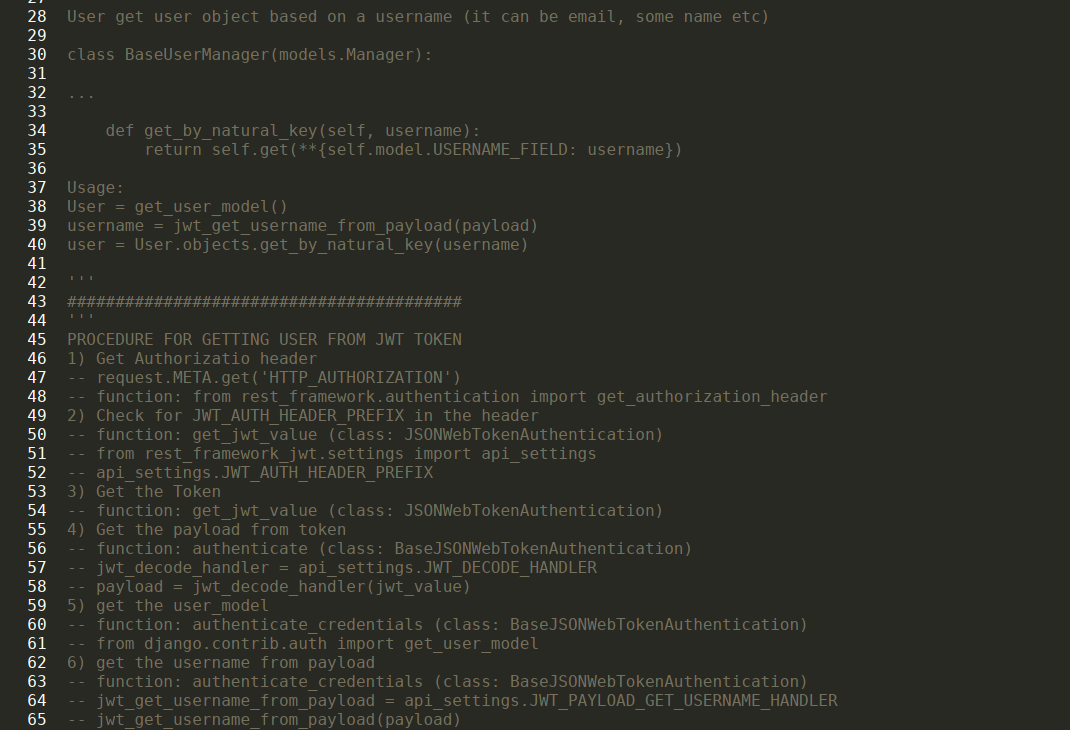 27
28 User get user object based on a username (it can be email, some name etc)
29
30 class BaseUserManager(models.Manager):
31
32 ...
33
34     def get_by_natural_key(self, username):
35         return self.get(**{self.model.USERNAME_FIELD: username})
36
37 Usage:
38 User = get_user_model()
39 username = jwt_get_username_from_payload(payload)
40 user = User.objects.get_by_natural_key(username)
41
42 '''
43 #########################################
44 '''
45 PROCEDURE FOR GETTING USER FROM JWT TOKEN
46 1) Get Authorizatio header
47 -- request.META.get('HTTP_AUTHORIZATION')
48 -- function: from rest_framework.authentication import get_authorization_header
49 2) Check for JWT_AUTH_HEADER_PREFIX in the header
50 -- function: get_jwt_value (class: JSONWebTokenAuthentication)
51 -- from rest_framework_jwt.settings import api_settings
52 -- api_settings.JWT_AUTH_HEADER_PREFIX
53 3) Get the Token
54 -- function: get_jwt_value (class: JSONWebTokenAuthentication)
55 4) Get the payload from token
56 -- function: authenticate (class: BaseJSONWebTokenAuthentication)
57 -- jwt_decode_handler = api_settings.JWT_DECODE_HANDLER
58 -- payload = jwt_decode_handler(jwt_value)
59 5) get the user_model
60 -- function: authenticate_credentials (class: BaseJSONWebTokenAuthentication)
61 -- from django.contrib.auth import get_user_model
62 6) get the username from payload
63 -- function: authenticate_credentials (class: BaseJSONWebTokenAuthentication)
64 -- jwt_get_username_from_payload = api_settings.JWT_PAYLOAD_GET_USERNAME_HANDLER
65 -- jwt_get_username_from_payload(payload)